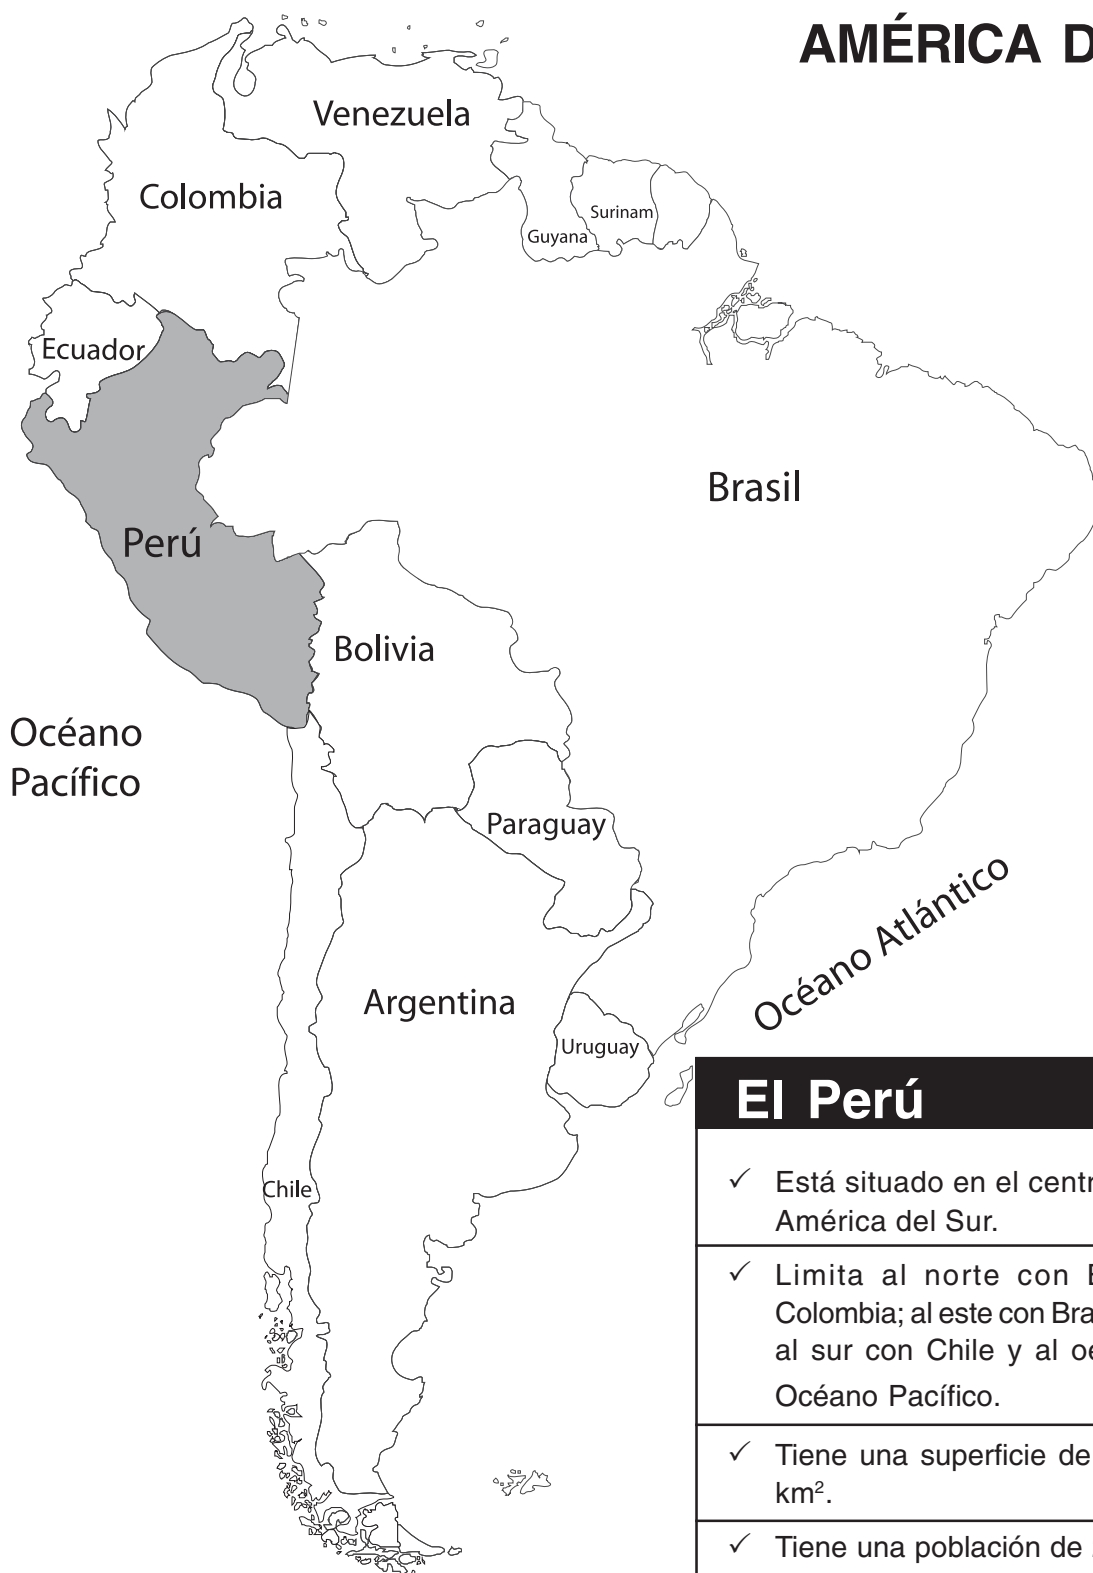 AMÉRICA D
Venezuela
Colombia
Surinam
Guyana
Ecuador
Brasil
Perú
Bolivia
Océano
Pacífico
Paraguay
Océano Atlántico
Argentina
Uruguay
Chile
El Perú
✓ Está situado en el centr
América del Sur.
✓ Limita al norte con E
Colombia; al este con Bra
al sur con Chile y al oe
Océano Pacífico.
✓ Tiene una superficie de
km².
✓ Tiene una población de